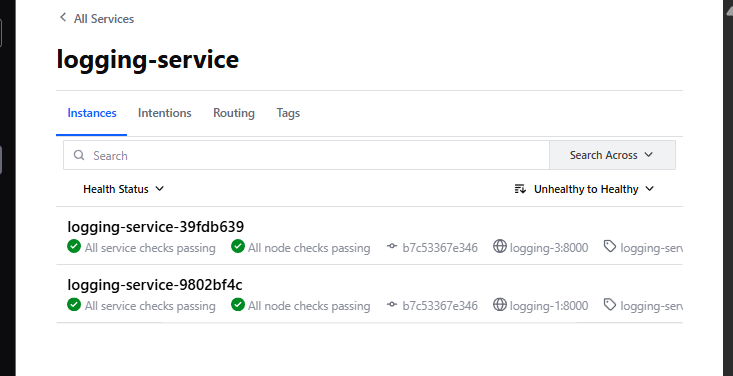 All Services
logging-service
Instances Intentions Routing Tags
Search Search Across
Health Status Unhealthy to Healthy
logging-service-39fdb639
All service checks passing All node checks passing b7c53367e346 logging-3:8000 logging-serv
logging-service-9802bf4c
All service checks passing All node checks passing b7c53367e346 logging-1:8000 logging-serv